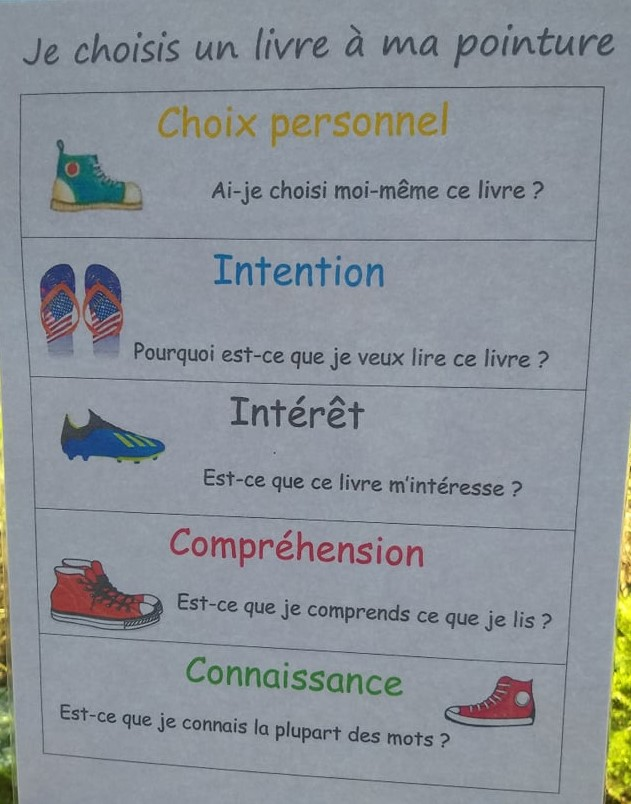 Je choisis un livre à ma pointure
Choix personnel
Ai-je choisi moi-même ce livre ?
Intention
Pourquoi est-ce que je veux lire ce livre ?
Intérêt
Est-ce que ce livre m'intéresse ?
Compréhension
Est-ce que je comprends ce que je lis ?
Connaissance
Est-ce que je connais la plupart des mots ?